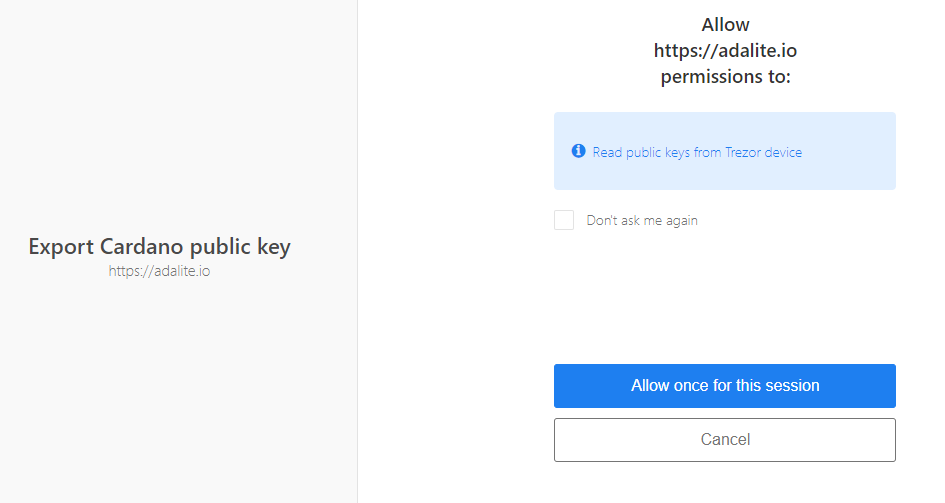 Export Cardano public key
https://adalite.io
Allow
https://adalite.io
permissions to:
Read public keys from Trezor device
Don't ask me again
Allow once for this session
Cancel